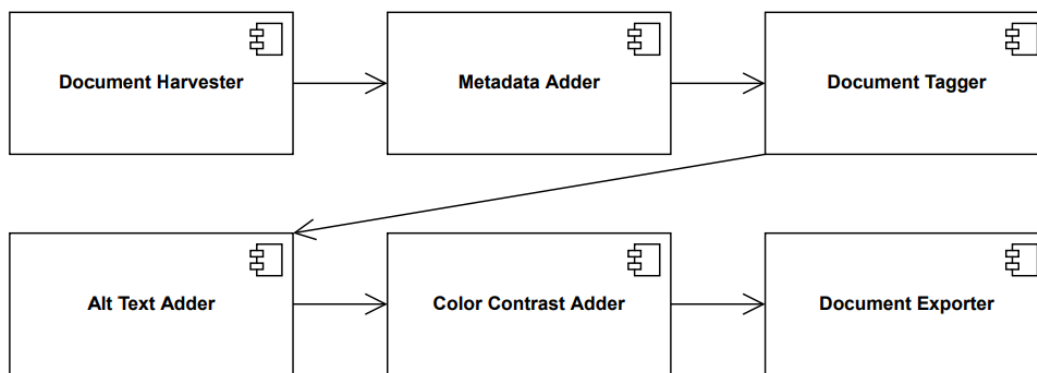 Document Harvester
Metadata Adder
Document Tagger
Alt Text Adder
Color Contrast Adder
Document Exporter